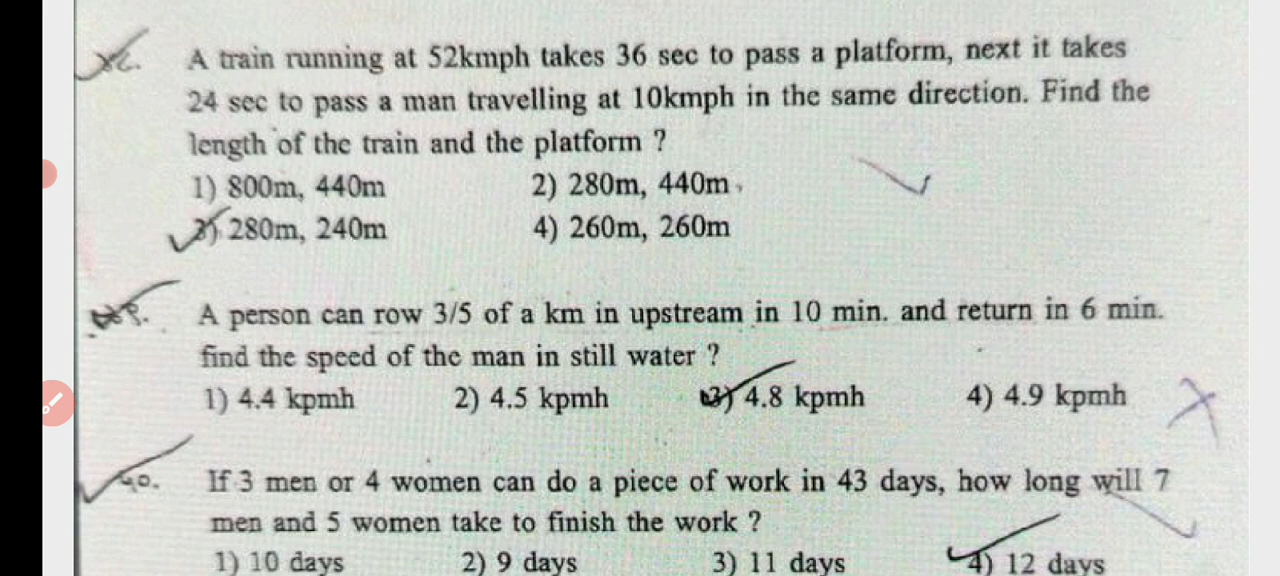 A train running at 52kmph takes 36 sec to pass a platform, next it takes
24 sec to pass a man travelling at 10kmph in the same direction. Find the
length of the train and the platform ?
1) 800m, 440m 2) 280m, 440m
3) 280m, 240m 4) 260m, 260m
A person can row 3/5 of a km in upstream in 10 min. and return in 6 min.
find the speed of the man in still water ?
1) 4.4 kpmh 2) 4.5 kpmh 3) 4.8 kpmh 4) 4.9 kpmh
40. If 3 men or 4 women can do a piece of work in 43 days, how long will 7
men and 5 women take to finish the work ?
1) 10 days 2) 9 days 3) 11 days 4) 12 days